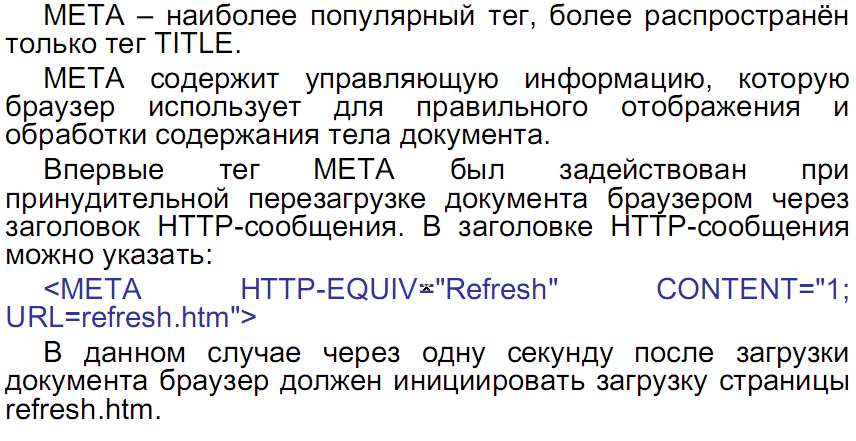 META – наиболее популярный тег, более распространён
только тег TITLE.
META содержит управляющую информацию, которую
браузер использует для правильного отображения и
обработки содержания тела документа.
Впервые тег META был задействован при
принудительной перезагрузке документа браузером через
заголовок HTTP-сообщения. В заголовке HTTP-сообщения
можно указать:
<META HTTP-EQUIV="Refresh" CONTENT="1;
URL=refresh.htm">
В данном случае через одну секунду после загрузки
документа браузер должен инициировать загрузку страницы
refresh.htm.